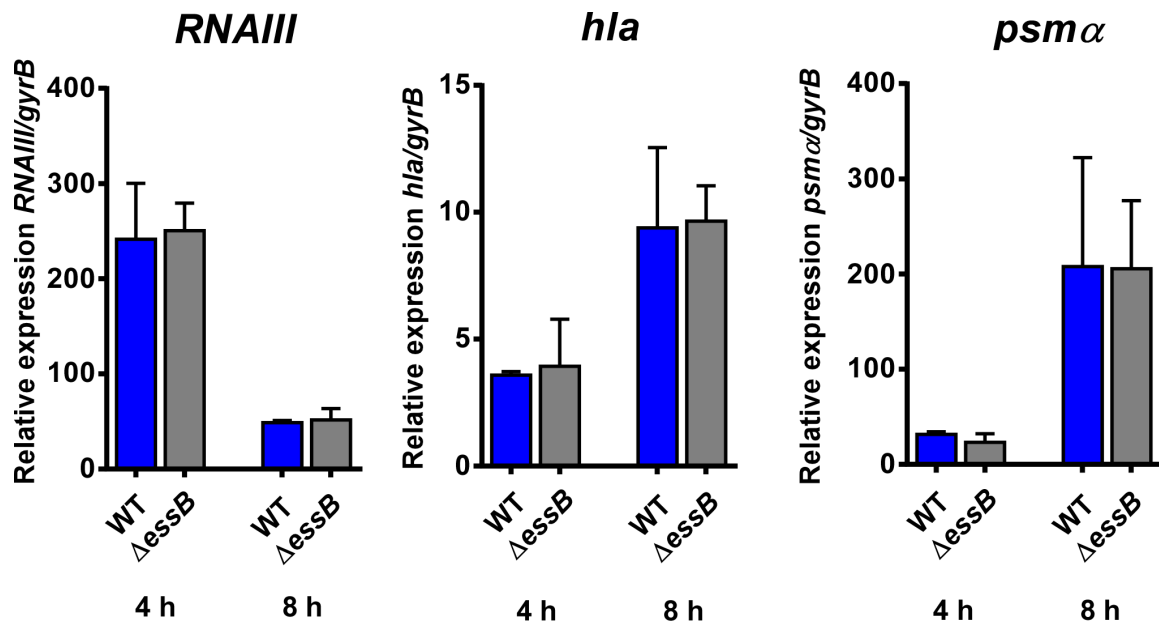 RNAIII
Relative expression RNAIII/gyrB
400
300
200
100
0
WT
ΔessB
WT
ΔessB
4 h
8 h
hla
Relative expression hla/gyrB
15
10
5
0
WT
ΔessB
WT
ΔessB
4 h
8 h
psmα
Relative expression psmα/gyrB
400
300
200
100
0
WT
ΔessB
WT
ΔessB
4 h
8 h